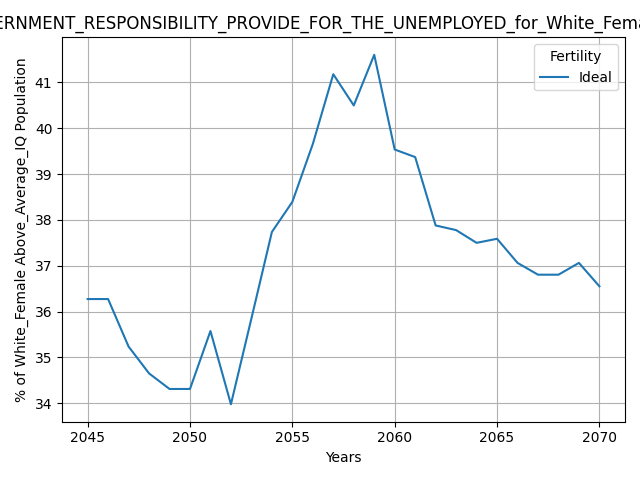 ERNMENT_RESPONSIBILITY_PROVIDE_FOR_THE_UNEMPLOYED_for_White_Fema
Fertility
Ideal
% of White_Female Above_Average_IQ Population
41
40
39
38
37
36
35
34
2045 2050 2055 2060 2065 2070
Years